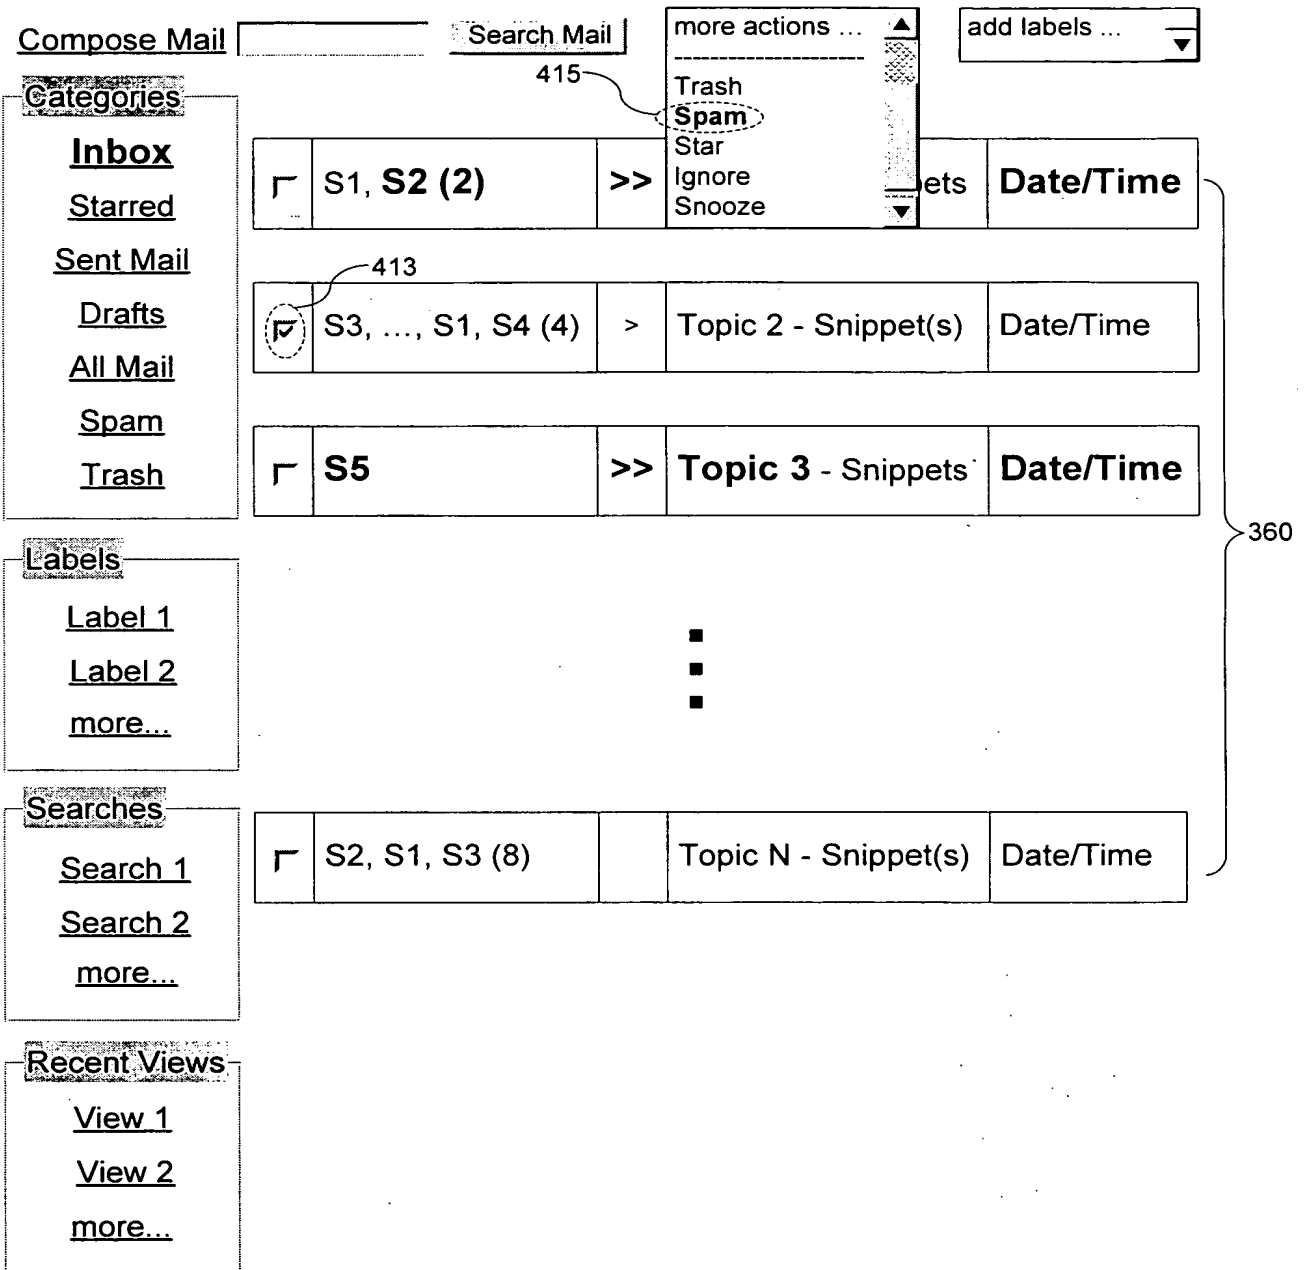 Compose Mail
Search Mail
more actions ...
add labels ...
415
Trash
Spam
Star
Ignore
Snooze
Categories
Inbox
Starred
Sent Mail
Drafts
All Mail
Spam
Trash
S1, S2 (2) >> ets Date/Time
413
S3, ..., S1, S4 (4) > Topic 2 - Snippet(s) Date/Time
S5 >> Topic 3 - Snippets Date/Time
360
Labels
Label 1
Label 2
more...
Searches
Search 1
Search 2
more...
S2, S1, S3 (8) Topic N - Snippet(s) Date/Time
Recent Views
View 1
View 2
more...